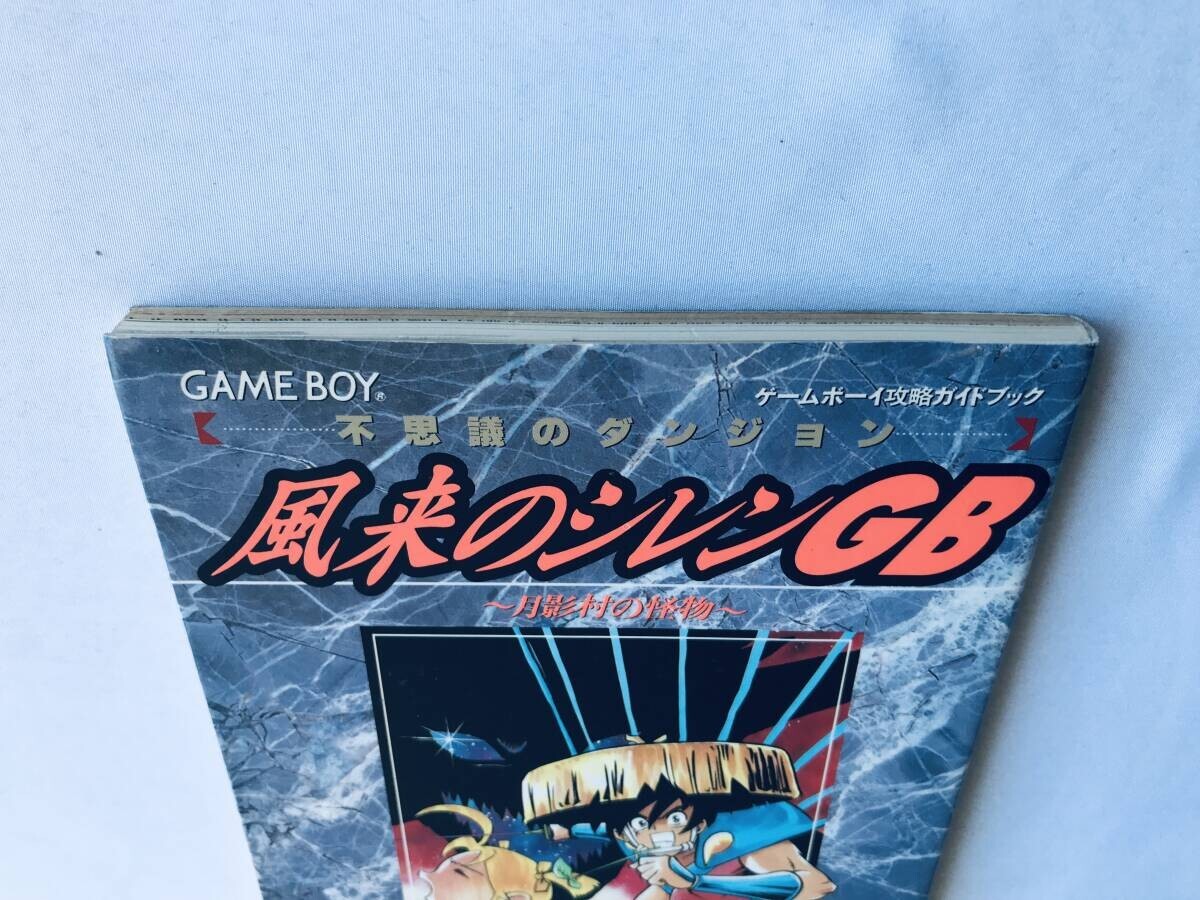 GAME BOY®
ゲームボーイ攻略ガイドブック
不思議のダンジョン
風来のシレンGB
～月影村の怪物～